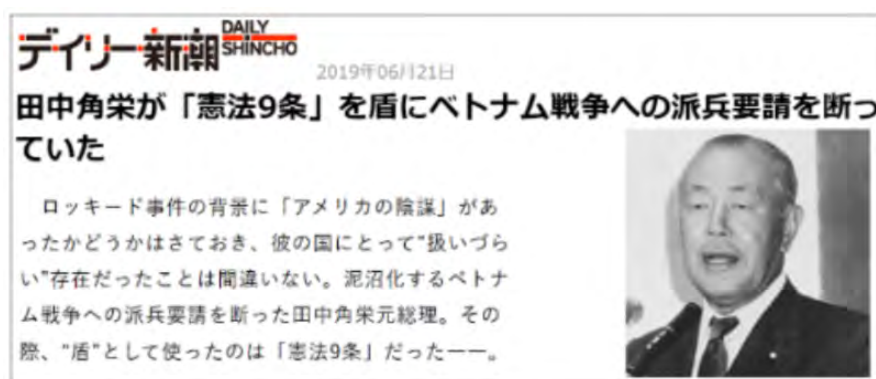 デイリー新潮 DAILY SHINCHO
2019年06月21日
田中角栄が「憲法9条」を盾にベトナム戦争への派兵要請を断っ
ていた
ロッキード事件の背景に「アメリカの陰謀」があ
ったかどうかはさておき、彼の国にとって“扱いづら
い”存在だったことは間違いない。泥沼化するベトナ
ム戦争への派兵要請を断った田中角栄元総理。その
際、“盾”として使ったのは「憲法9条」だった——。